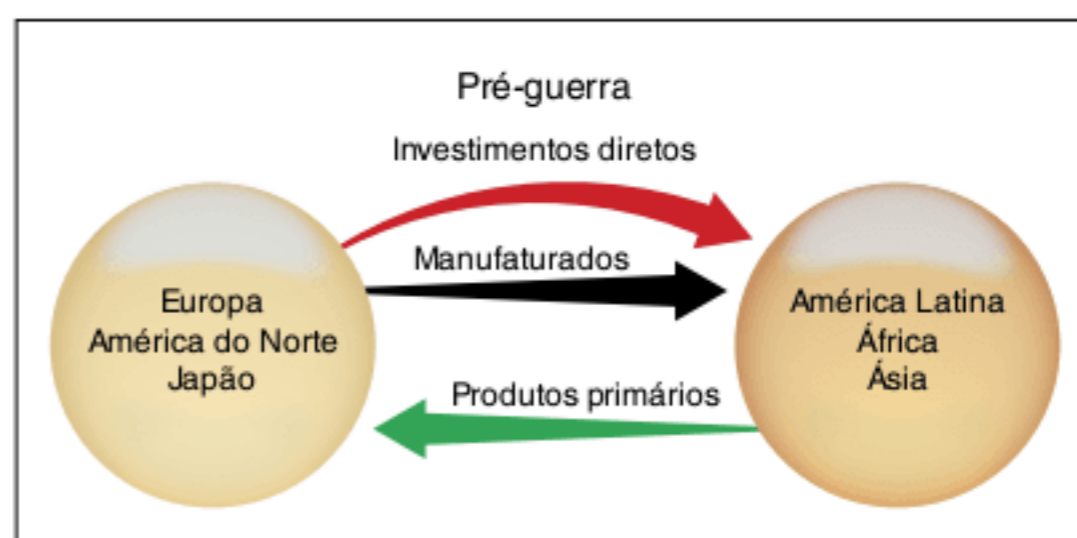 Pré-guerra
Investimentos diretos
Manufaturados
Europa
América do Norte
Japão
América Latina
África
Ásia
Produtos primários